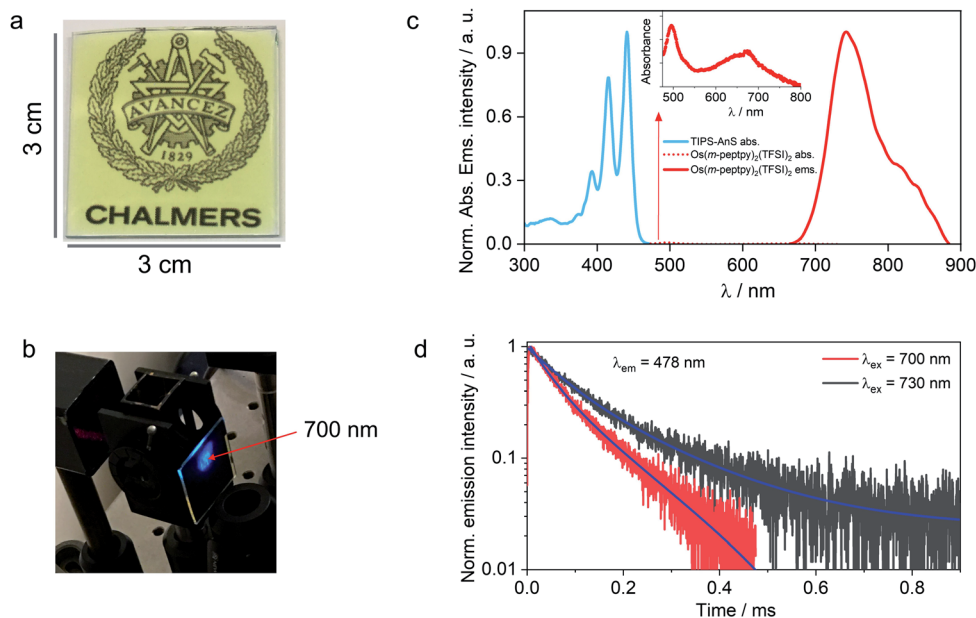 a
3 cm
AVANCEZ
1829
CHALMERS
3 cm
b
700 nm
c
Norm. Abs. Ems. intensity / a. u.
0.9
0.6
0.3
0.0
300 400 500 600 700 800 900
λ / nm
Absorbance
500 600 700 800
λ / nm
TIPS-AnS abs.
Os(m-peptpy)₂(TFSI)₂ abs.
Os(m-peptpy)₂(TFSI)₂ ems.
d
Norm. emission intensity / a. u.
1
0.1
0.01
0.0 0.2 0.4 0.6 0.8
Time / ms
λem = 478 nm
λex = 700 nm
λex = 730 nm